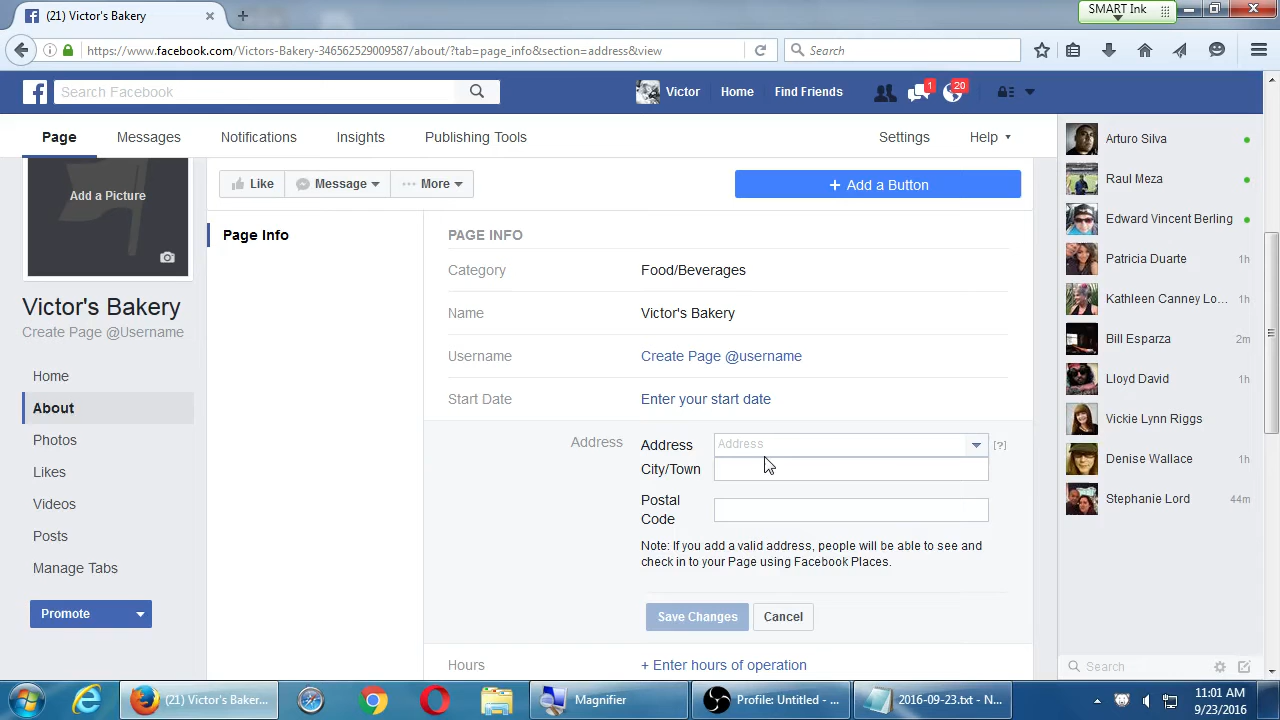 (21) Victor's Bakery
SMART Ink
https://www.facebook.com/Victors-Bakery-346562529009587/about/?tab=page_info&section=address&view
Search
Search Facebook
Victor
Home
Find Friends
1
20
Page
Messages
Notifications
Insights
Publishing Tools
Settings
Help
Add a Picture
Like
Message
More
+ Add a Button
Victor's Bakery
Create Page @Username
Home
About
Photos
Likes
Videos
Posts
Manage Tabs
Promote
Page Info
PAGE INFO
Category
Food/Beverages
Name
Victor's Bakery
Username
Create Page @username
Start Date
Enter your start date
Address
Address
Address
[?]
City/Town
Postal
Code
Note: If you add a valid address, people will be able to see and
check in to your Page using Facebook Places.
Save Changes
Cancel
Hours
+ Enter hours of operation
Arturo Silva
Raul Meza
Edward Vincent Berling
Patricia Duarte 1h
Kathleen Canney Lo... 1h
Bill Esparza 2m
Lloyd David 1h
Vickie Lynn Riggs
Denise Wallace 1h
Stephanie Lord 44m
Search
(21) Victor's Baker...
Magnifier
Profile: Untitled - ...
2016-09-23.txt - N...
11:01 AM
9/23/2016